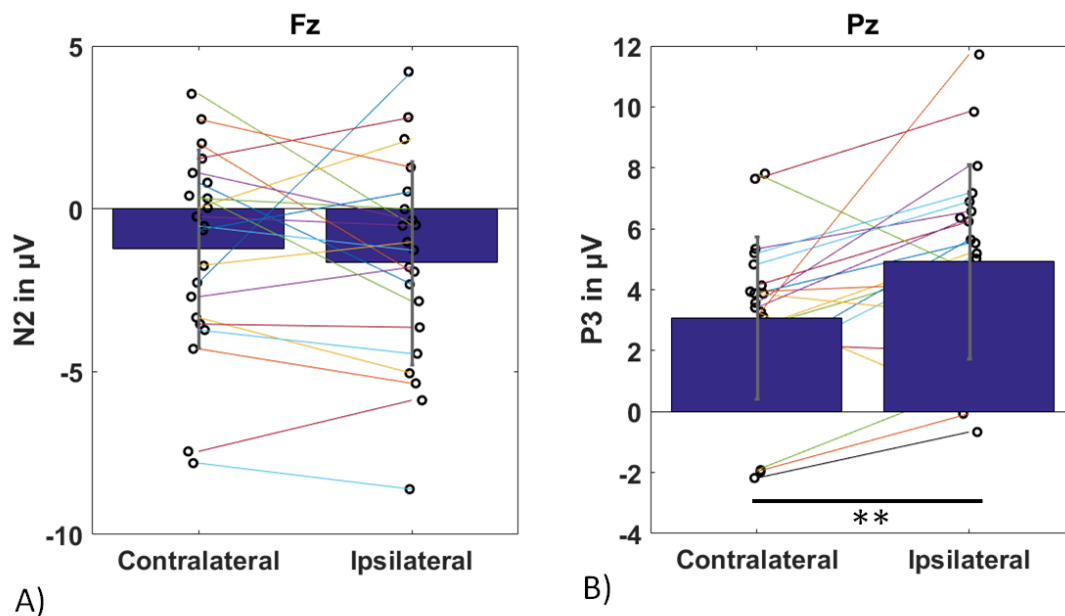 Fz
5
0
-5
-10
N2 in µV
Contralateral
Ipsilateral
A)
Pz
12
10
8
6
4
2
0
-2
-4
P3 in µV
**
Contralateral
Ipsilateral
B)